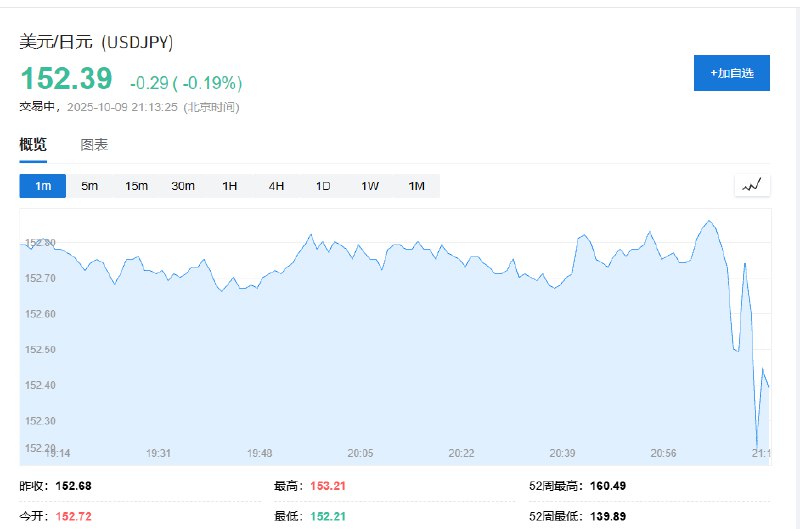 美元/日元 (USDJPY)
152.39 -0.29 ( -0.19%)
+加自选
交易中，2025-10-09 21:13:25 (北京时间)
概览 图表
1m 5m 15m 30m 1H 4H 1D 1W 1M
152.80
152.70
152.60
152.50
152.40
152.30
152.20
19:14 19:31 19:48 20:05 20:22 20:39 20:56 21:1
昨收：152.68 最高：153.21 52周最高：160.49
今开：152.72 最低：152.21 52周最低：139.89